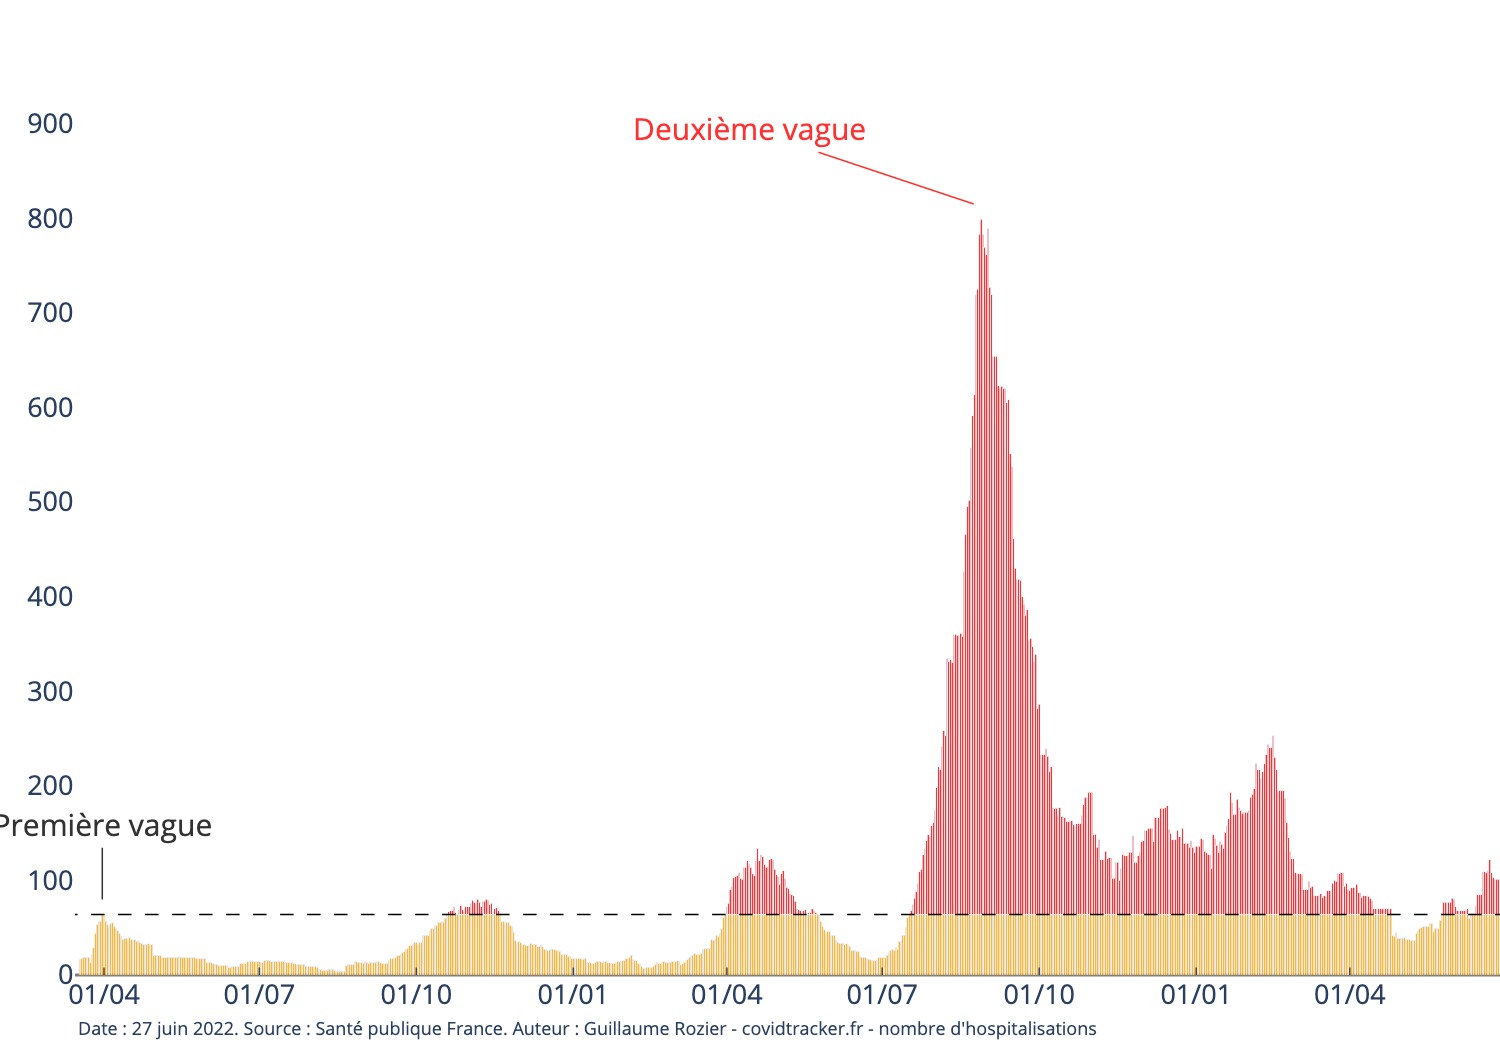 900
Deuxième vague
800
700
600
500
400
300
200
Première vague
100
0
01/04 01/07 01/10 01/01 01/04 01/07 01/10 01/01 01/04
Date : 27 juin 2022. Source : Santé publique France. Auteur : Guillaume Rozier - covidtracker.fr - nombre d'hospitalisations